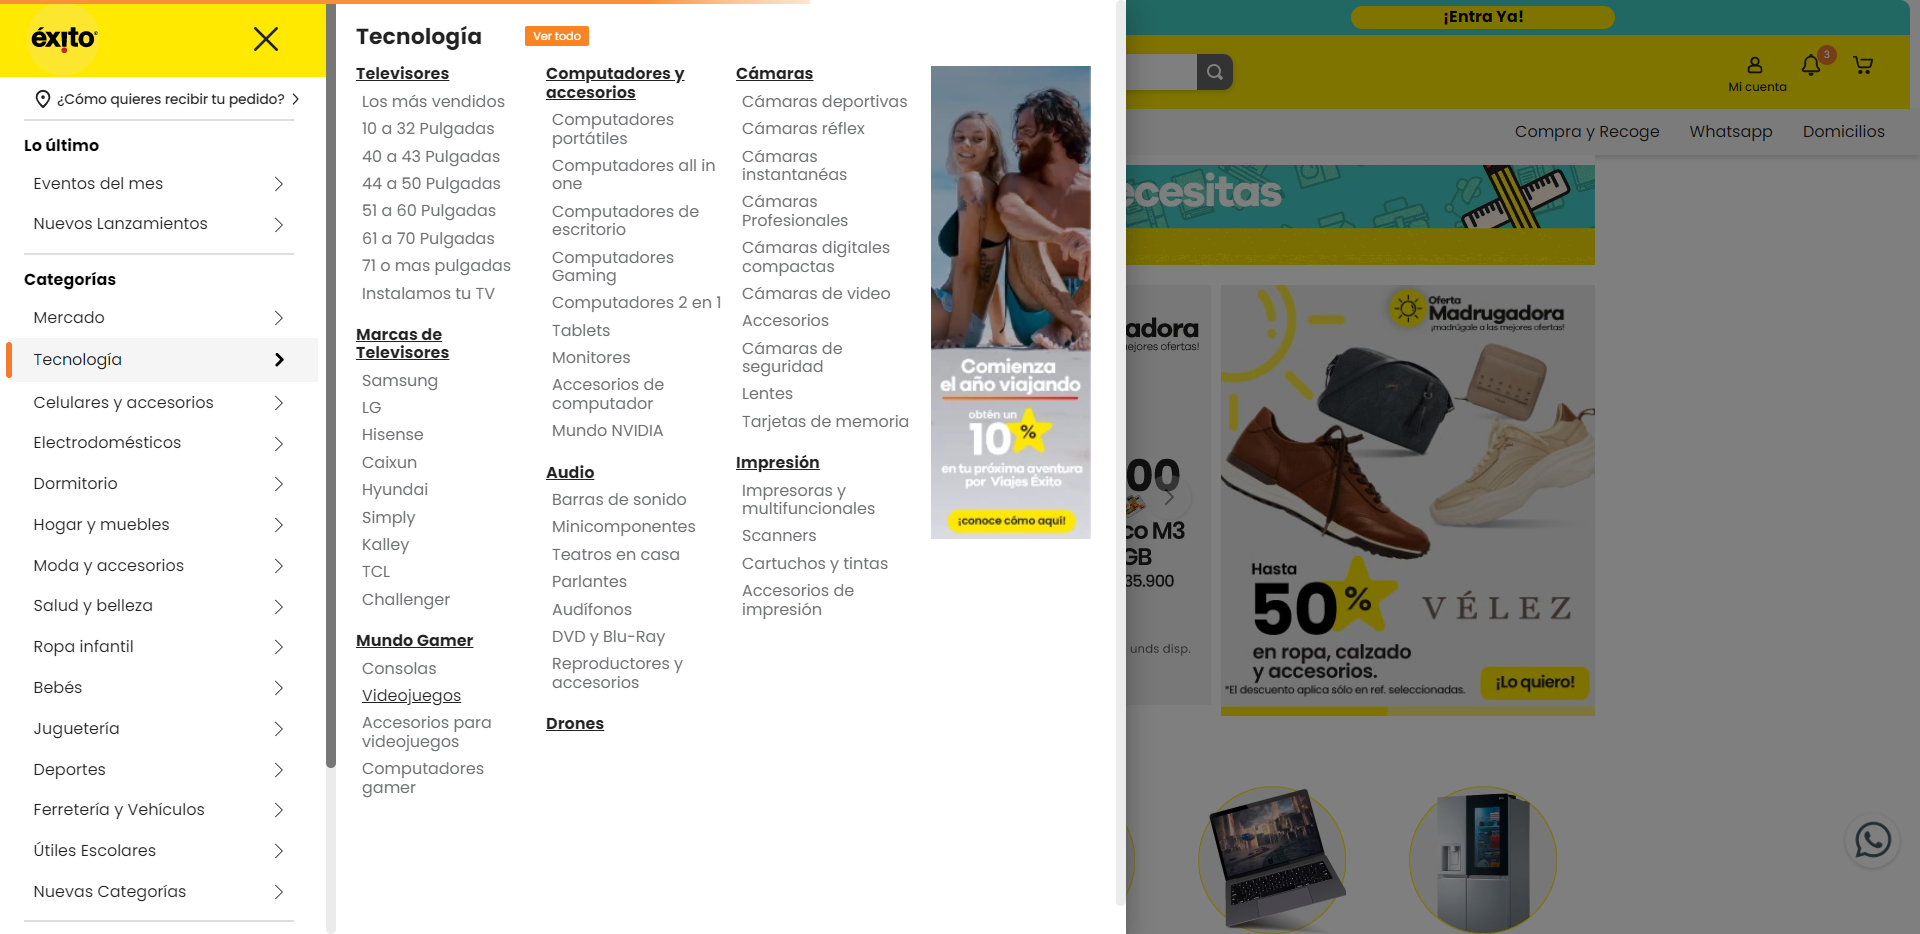 éxito
¿Cómo quieres recibir tu pedido?
Lo último
Eventos del mes
Nuevos Lanzamientos
Categorías
Mercado
Tecnología
Celulares y accesorios
Electrodomésticos
Dormitorio
Hogar y muebles
Moda y accesorios
Salud y belleza
Ropa infantil
Bebés
Juguetería
Deportes
Ferretería y Vehículos
Útiles Escolares
Nuevas Categorías
Tecnología
Ver todo
Televisores
Los más vendidos
10 a 32 Pulgadas
40 a 43 Pulgadas
44 a 50 Pulgadas
51 a 60 Pulgadas
61 a 70 Pulgadas
71 o mas pulgadas
Instalamos tu TV
Marcas de
Televisores
Samsung
LG
Hisense
Caixun
Hyundai
Simply
Kalley
TCL
Challenger
Mundo Gamer
Consolas
Videojuegos
Accesorios para
videojuegos
Computadores
gamer
Computadores y
accesorios
Computadores
portátiles
Computadores all in
one
Computadores de
escritorio
Computadores
Gaming
Computadores 2 en 1
Tablets
Monitores
Accesorios de
computador
Mundo NVIDIA
Audio
Barras de sonido
Minicomponentes
Teatros en casa
Parlantes
Audífonos
DVD y Blu-Ray
Reproductores y
accesorios
Drones
Cámaras
Cámaras deportivas
Cámaras réflex
Cámaras
instantanéas
Cámaras
Profesionales
Cámaras digitales
compactas
Cámaras de video
Accesorios
Cámaras de
seguridad
Lentes
Tarjetas de memoria
Impresión
Impresoras y
multifuncionales
Scanners
Cartuchos y tintas
Accesorios de
impresión
Comienza
el año viajando
obtén un
10%
en tu próxima aventura
por Viajes Éxito
¡conoce cómo aquí!
¡Entra Ya!
Mi cuenta
3
Compra y Recoge
Whatsapp
Domicilios
ecesitas
adora
ejores ofertas!
00
co M3
GB
35.900
unds disp.
Oferta
Madrugadora
¡madrúgale a las mejores ofertas!
Hasta
50%
VÉLEZ
en ropa, calzado
y accesorios.
*El descuento aplica sólo en ref. seleccionadas.
¡Lo quiero!